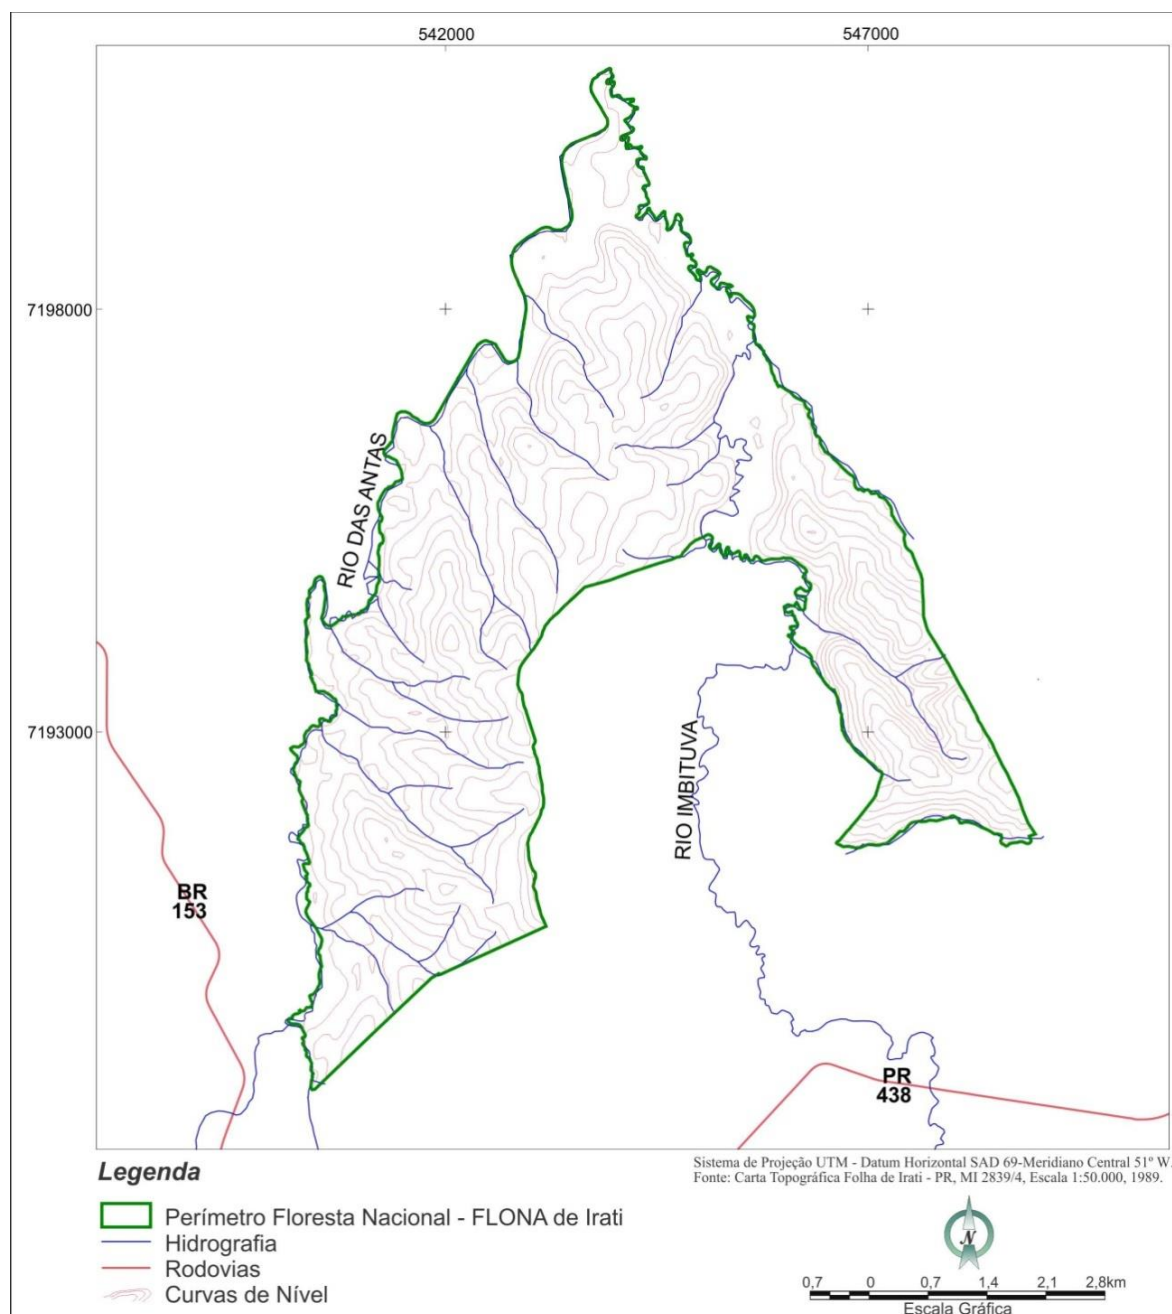 542000
547000
7198000
RIO DAS ANTAS
7193000
RIO IMBITUVA
BR
153
PR
438
Legenda
Sistema de Projeção UTM - Datum Horizontal SAD 69-Meridiano Central 51º W.
Fonte: Carta Topográfica Folha de Irati - PR, MI 2839/4, Escala 1:50.000, 1989.
Perímetro Floresta Nacional - FLONA de Irati
Hidrografia
Rodovias
Curvas de Nível
N
0,7 0 0,7 1,4 2,1 2,8km
Escala Gráfica